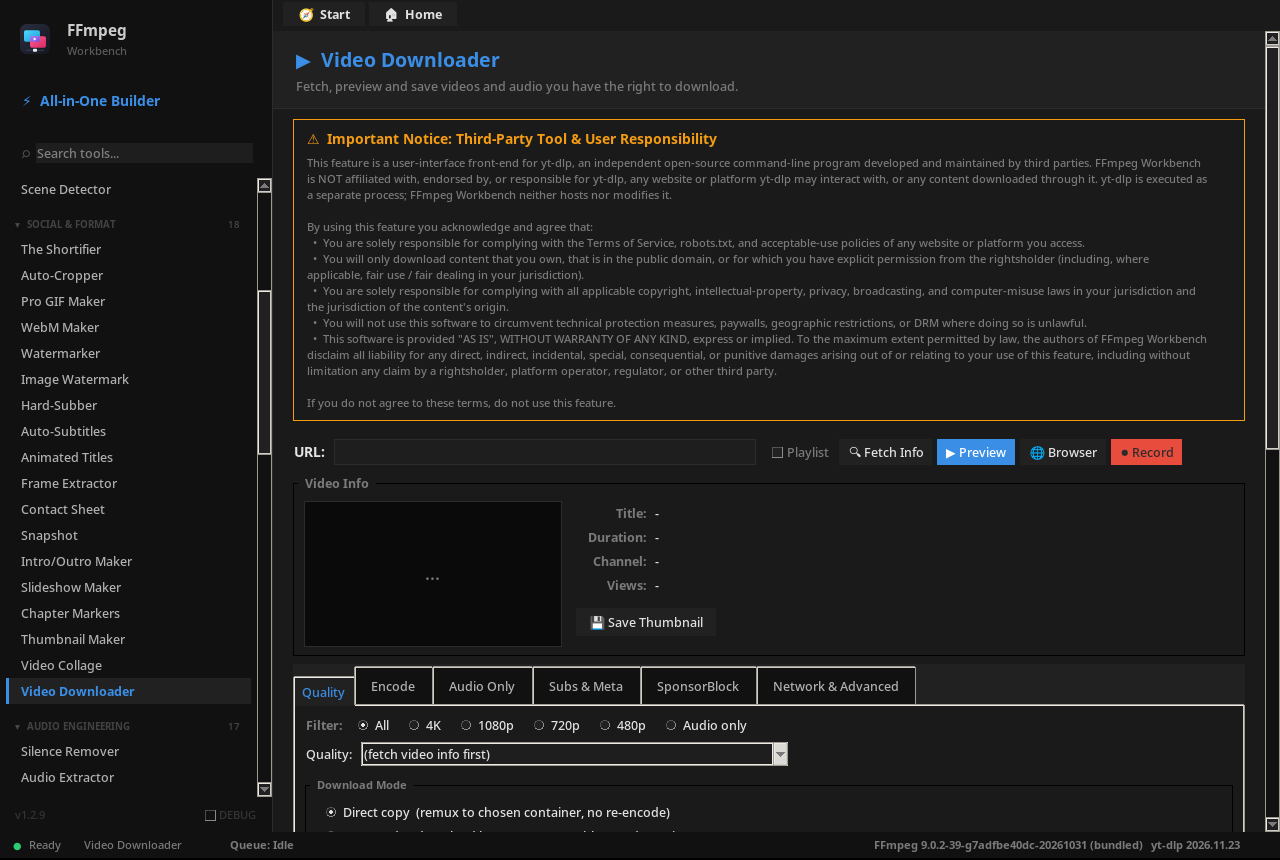 FFmpeg
Workbench
⚡ All-in-One Builder
Search tools...
Scene Detector
SOCIAL & FORMAT 18
The Shortifier
Auto-Cropper
Pro GIF Maker
WebM Maker
Watermarker
Image Watermark
Hard-Subber
Auto-Subtitles
Animated Titles
Frame Extractor
Contact Sheet
Snapshot
Intro/Outro Maker
Slideshow Maker
Chapter Markers
Thumbnail Maker
Video Collage
Video Downloader
AUDIO ENGINEERING 17
Silence Remover
Audio Extractor
v1.2.9 DEBUG
Start Home
▶ Video Downloader
Fetch, preview and save videos and audio you have the right to download.
⚠ Important Notice: Third-Party Tool & User Responsibility
This feature is a user-interface front-end for yt-dlp, an independent open-source command-line program developed and maintained by third parties. FFmpeg Workbench
is NOT affiliated with, endorsed by, or responsible for yt-dlp, any website or platform yt-dlp may interact with, or any content downloaded through it. yt-dlp is executed as
a separate process; FFmpeg Workbench neither hosts nor modifies it.
By using this feature you acknowledge and agree that:
• You are solely responsible for complying with the Terms of Service, robots.txt, and acceptable-use policies of any website or platform you access.
• You will only download content that you own, that is in the public domain, or for which you have explicit permission from the rightsholder (including, where
applicable, fair use / fair dealing in your jurisdiction).
• You are solely responsible for complying with all applicable copyright, intellectual-property, privacy, broadcasting, and computer-misuse laws in your jurisdiction and
the jurisdiction of the content's origin.
• You will not use this software to circumvent technical protection measures, paywalls, geographic restrictions, or DRM where doing so is unlawful.
• This software is provided "AS IS", WITHOUT WARRANTY OF ANY KIND, express or implied. To the maximum extent permitted by law, the authors of FFmpeg Workbench
disclaim all liability for any direct, indirect, incidental, special, consequential, or punitive damages arising out of or relating to your use of this feature, including without
limitation any claim by a rightsholder, platform operator, regulator, or other third party.
If you do not agree to these terms, do not use this feature.
URL: Playlist Fetch Info ▶ Preview Browser Record
Video Info
...
Title: -
Duration: -
Channel: -
Views: -
Save Thumbnail
Quality Encode Audio Only Subs & Meta SponsorBlock Network & Advanced
Filter: All 4K 1080p 720p 480p Audio only
Quality: (fetch video info first)
Download Mode
Direct copy (remux to chosen container, no re-encode)
Ready Video Downloader Queue: Idle FFmpeg 9.0.2-39-g7adfbe40dc-20261031 (bundled) yt-dlp 2026.11.23